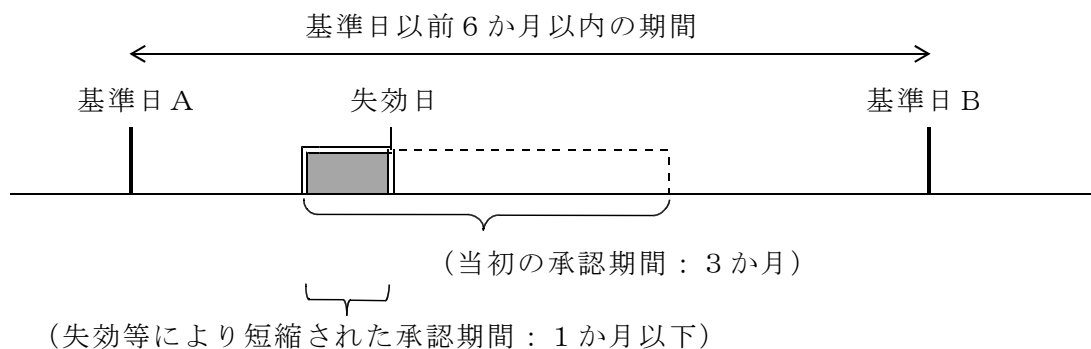 基準日以前６か月以内の期間
基準日Ａ
失効日
基準日Ｂ
（当初の承認期間：３か月）
（失効等により短縮された承認期間：１か月以下）